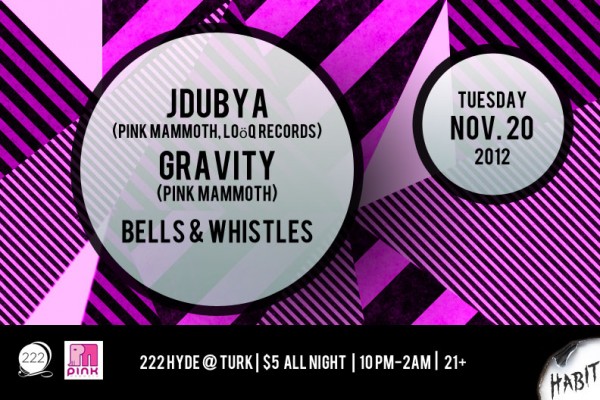 JDUBYA
(PINK MAMMOTH, LOöQ RECORDS)
GRAVITY
(PINK MAMMOTH)
BELLS & WHISTLES
TUESDAY
NOV. 20
2012
222
PINK
222 HYDE @ TURK | $5 ALL NIGHT | 10PM-2AM | 21+
HABIT